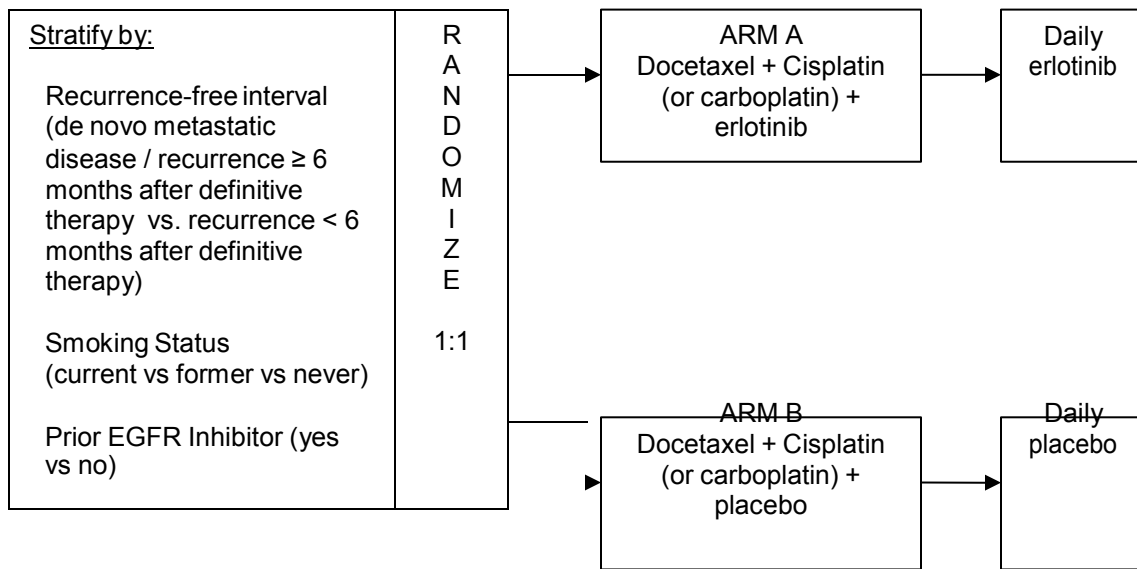 Stratify by:
Recurrence-free interval
(de novo metastatic
disease / recurrence ≥ 6
months after definitive
therapy vs. recurrence < 6
months after definitive
therapy)
Smoking Status
(current vs former vs never)
Prior EGFR Inhibitor (yes
vs no)
R
A
N
D
O
M
I
Z
E
1:1
ARM A
Docetaxel + Cisplatin
(or carboplatin) +
erlotinib
Daily
erlotinib
ARM B
Docetaxel + Cisplatin
(or carboplatin) +
placebo
Daily
placebo